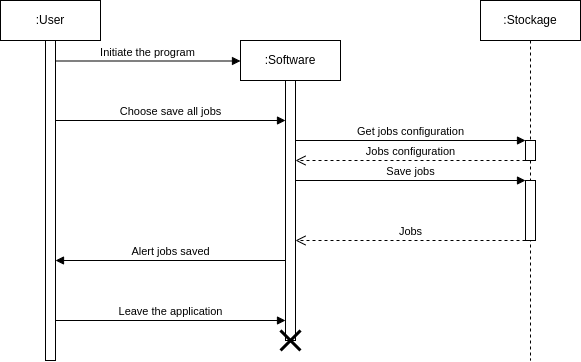 :User
:Stockage
Initiate the program
:Software
Choose save all jobs
Get jobs configuration
Jobs configuration
Save jobs
Jobs
Alert jobs saved
Leave the application